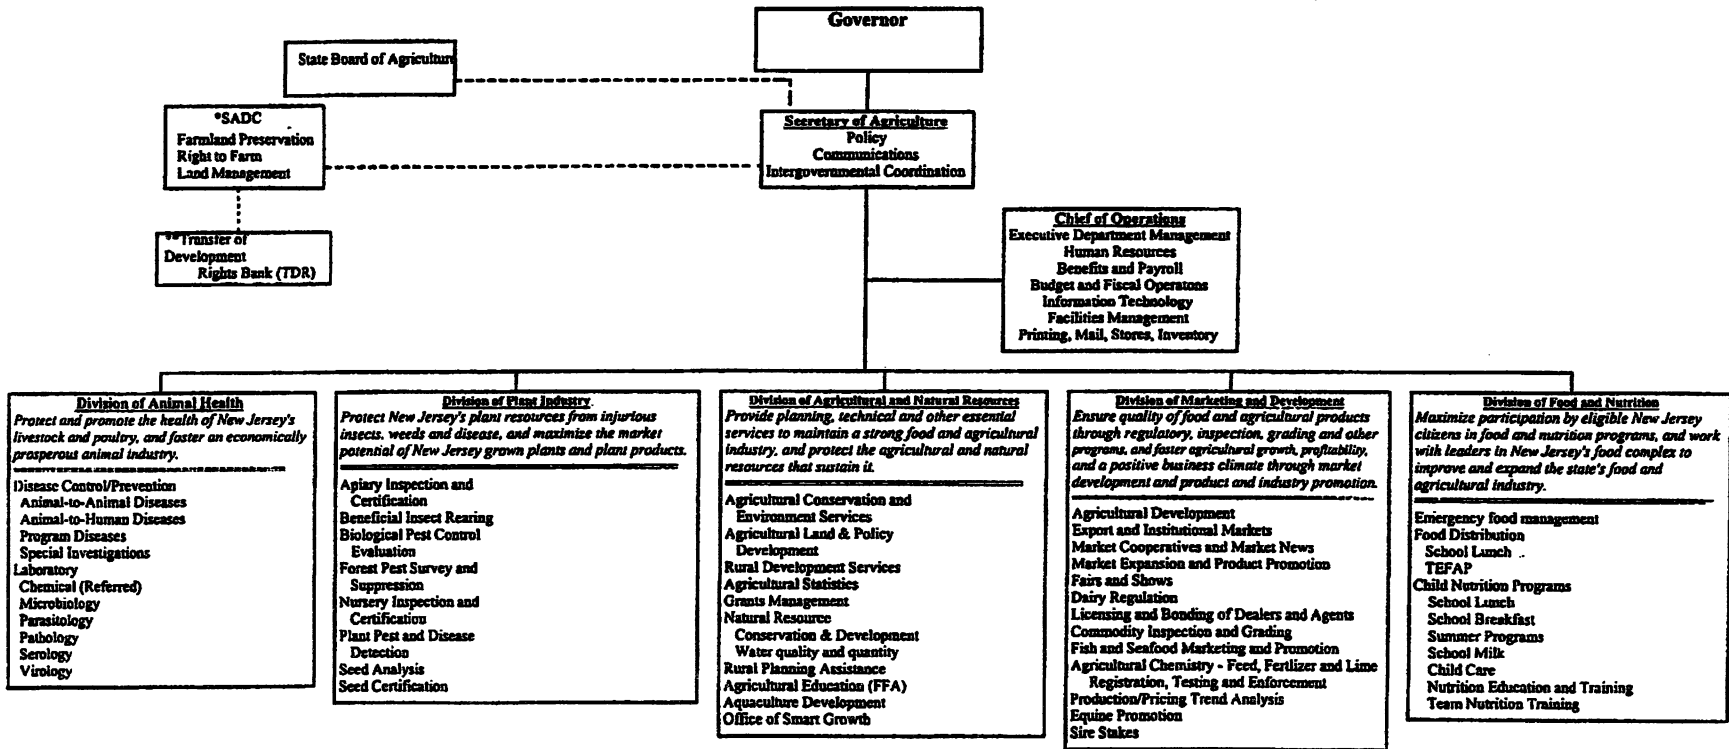 Governor
State Board of Agriculture
*SADC
Farmland Preservation
Right to Farm
Land Management
Secretary of Agriculture
Policy
Communications
Intergovernmental Coordination
**Transfer of
Development
Rights Bank (TDR)
Chief of Operations
Executive Department Management
Human Resources
Benefits and Payroll
Budget and Fiscal Operatons
Information Technology
Facilities Management
Printing, Mail, Stores, Inventory
Division of Animal Health
Protect and promote the health of New Jersey's
livestock and poultry, and foster an economically
prosperous animal industry.
Disease Control/Prevention
Animal-to-Animal Diseases
Animal-to-Human Diseases
Program Diseases
Special Investigations
Laboratory
Chemical (Referred)
Microbiology
Parasitology
Pathology
Serology
Virology
Division of Plant Industry
Protect New Jersey's plant resources from injurious
insects, weeds and disease, and maximize the market
potential of New Jersey grown plants and plant products.
Apiary Inspection and
Certification
Beneficial Insect Rearing
Biological Pest Control
Evaluation
Forest Pest Survey and
Suppression
Nursery Inspection and
Certification
Plant Pest and Disease
Detection
Seed Analysis
Seed Certification
Division of Agricultural and Natural Resources
Provide planning, technical and other essential
services to maintain a strong food and agricultural
industry, and protect the agricultural and natural
resources that sustain it.
Agricultural Conservation and
Environment Services
Agricultural Land & Policy
Development
Rural Development Services
Agricultural Statistics
Grants Management
Natural Resource
Conservation & Development
Water quality and quantity
Rural Planning Assistance
Agricultural Education (FFA)
Aquaculture Development
Office of Smart Growth
Division of Marketing and Development
Ensure quality of food and agricultural products
through regulatory, inspection, grading and other
programs, and foster agricultural growth, profitability,
and a positive business climate through market
development and product and industry promotion.
Agricultural Development
Export and Institutional Markets
Market Cooperatives and Market News
Market Expansion and Product Promotion
Fairs and Shows
Dairy Regulation
Licensing and Bonding of Dealers and Agents
Commodity Inspection and Grading
Fish and Seafood Marketing and Promotion
Agricultural Chemistry - Feed, Fertlizer and Lime
Registration, Testing and Enforcement
Production/Pricing Trend Analysis
Equine Promotion
Sire Stakes
Division of Food and Nutrition
Maximize participation by eligible New Jersey
citizens in food and nutrition programs, and work
with leaders in New Jersey's food complex to
improve and expand the state's food and
agricultural industry.
Emergency food management
Food Distribution
School Lunch
TEFAP
Child Nutrition Programs
School Lunch
School Breakfast
Summer Programs
School Milk
Child Care
Nutrition Education and Training
Team Nutrition Training